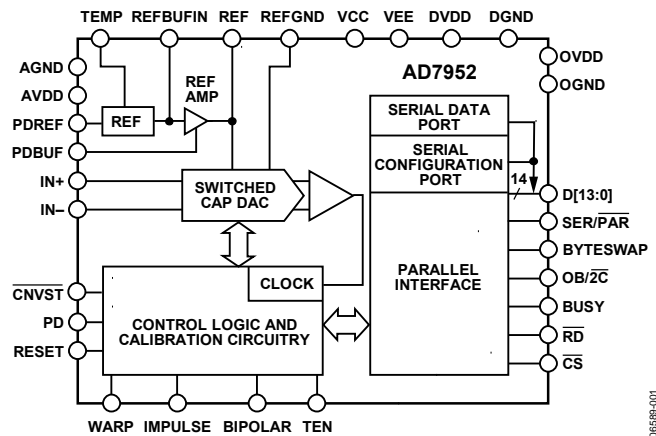 TEMP REFBUFIN REF REFGND VCC VEE DVDD DGND
AGND
AVDD
PDREF
PDBUF
IN+
IN–
CNVST
PD
RESET
REF
REF
AMP
SWITCHED
CAP DAC
CLOCK
CONTROL LOGIC AND
CALIBRATION CIRCUITRY
AD7952
SERIAL DATA
PORT
SERIAL
CONFIGURATION
PORT
14
PARALLEL
INTERFACE
OVDD
OGND
D[13:0]
SER/PAR
BYTESWAP
OB/2C
BUSY
RD
CS
WARP IMPULSE BIPOLAR TEN
06589-001